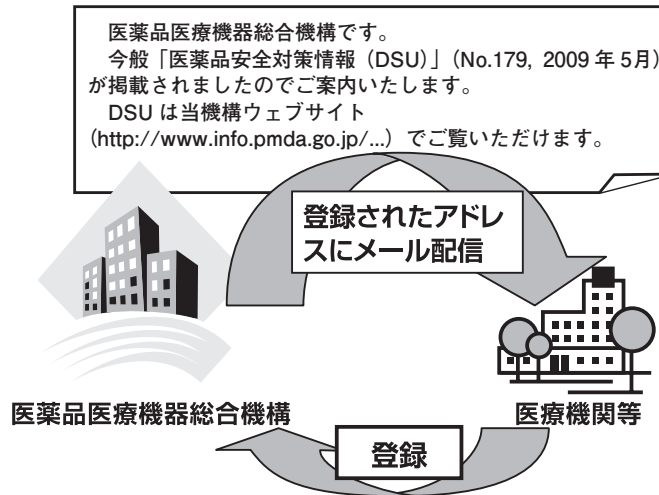 医薬品医療機器総合機構です。
今般「医薬品安全対策情報（DSU）」（No.179, 2009 年 5月）
が掲載されましたのでご案内いたします。
DSU は当機構ウェブサイト
（http://www.info.pmda.go.jp/...）でご覧いただけます。
登録されたアドレ
スにメール配信
医薬品医療機器総合機構
医療機関等
登録